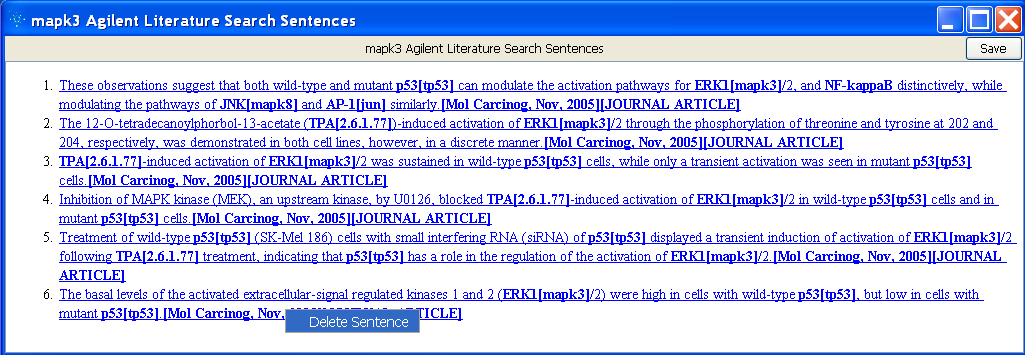 mapk3 Agilent Literature Search Sentences
mapk3 Agilent Literature Search Sentences
Save
1. These observations suggest that both wild-type and mutant p53[tp53] can modulate the activation pathways for ERK1[mapk3]/2, and NF-kappaB distinctively, while
modulating the pathways of JNK[mapk8] and AP-1[jun] similarly.[Mol Carcinog, Nov, 2005][JOURNAL ARTICLE]
2. The 12-O-tetradecanoylphorbol-13-acetate (TPA[2.6.1.77])-induced activation of ERK1[mapk3]/2 through the phosphorylation of threonine and tyrosine at 202 and
204, respectively, was demonstrated in both cell lines, however, in a discrete manner.[Mol Carcinog, Nov, 2005][JOURNAL ARTICLE]
3. TPA[2.6.1.77]-induced activation of ERK1[mapk3]/2 was sustained in wild-type p53[tp53] cells, while only a transient activation was seen in mutant p53[tp53]
cells.[Mol Carcinog, Nov, 2005][JOURNAL ARTICLE]
4. Inhibition of MAPK kinase (MEK), an upstream kinase, by U0126, blocked TPA[2.6.1.77]-induced activation of ERK1[mapk3]/2 in wild-type p53[tp53] cells and in
mutant p53[tp53] cells.[Mol Carcinog, Nov, 2005][JOURNAL ARTICLE]
5. Treatment of wild-type p53[tp53] (SK-Mel 186) cells with small interfering RNA (siRNA) of p53[tp53] displayed a transient induction of activation of ERK1[mapk3]/2
following TPA[2.6.1.77] treatment, indicating that p53[tp53] has a role in the regulation of the activation of ERK1[mapk3]/2.[Mol Carcinog, Nov, 2005][JOURNAL
ARTICLE]
6. The basal levels of the activated extracellular-signal regulated kinases 1 and 2 (ERK1[mapk3]/2) were high in cells with wild-type p53[tp53], but low in cells with
mutant p53[tp53].[Mol Carcinog, Nov,
Delete Sentence